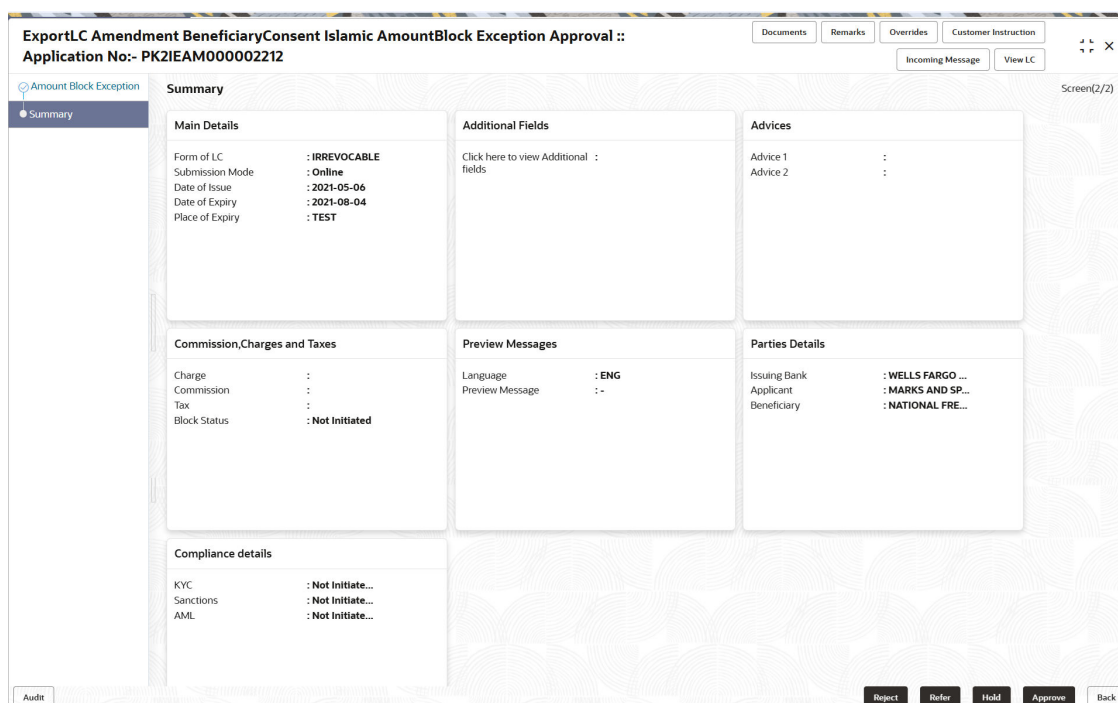 ExportLC Amendment BeneficiaryConsent Islamic AmountBlock Exception Approval ::
Application No:- PK2IEAM000002212
Documents
Remarks
Overrides
Customer Instruction
Incoming Message
View LC
Amount Block Exception
Summary
Summary
Screen(2/2)
Main Details
Form of LC : IRREVOCABLE
Submission Mode : Online
Date of Issue : 2021-05-06
Date of Expiry : 2021-08-04
Place of Expiry : TEST
Additional Fields
Click here to view Additional :
fields
Advices
Advice 1 :
Advice 2 :
Commission,Charges and Taxes
Charge :
Commission :
Tax :
Block Status : Not Initiated
Preview Messages
Language : ENG
Preview Message : -
Parties Details
Issuing Bank : WELLS FARGO ...
Applicant : MARKS AND SP...
Beneficiary : NATIONAL FRE...
Compliance details
KYC : Not Initiate...
Sanctions : Not Initiate...
AML : Not Initiate...
Audit
Reject
Refer
Hold
Approve
Back